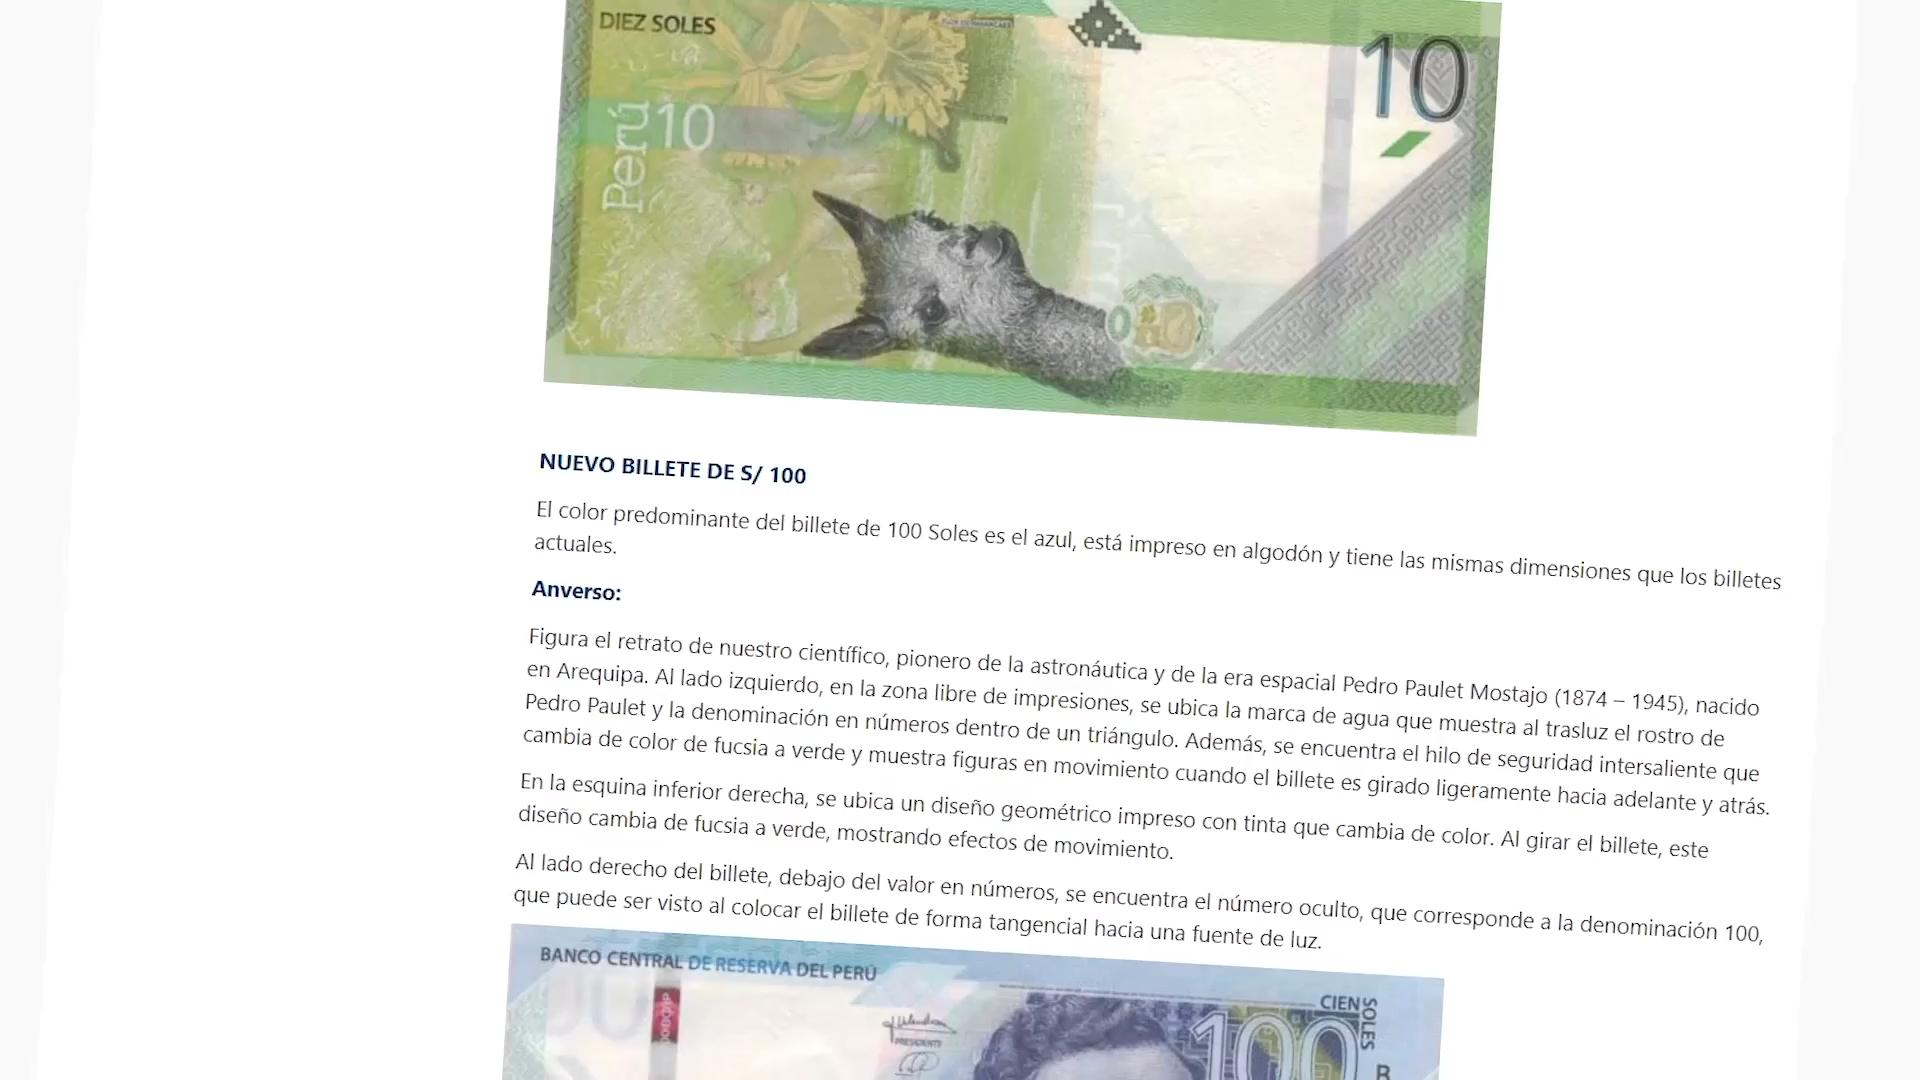 DIEZ SOLES
10
Perú
10
NUEVO BILLETE DE S/ 100
El color predominante del billete de 100 Soles es el azul, está impreso en algodón y tiene las mismas dimensiones que los billetes
actuales.
Anverso:
Figura el retrato de nuestro científico, pionero de la astronáutica y de la era espacial Pedro Paulet Mostajo (1874 – 1945), nacido
en Arequipa. Al lado izquierdo, en la zona libre de impresiones, se ubica la marca de agua que muestra al trasluz el rostro de
Pedro Paulet y la denominación en números dentro de un triángulo. Además, se encuentra el hilo de seguridad intersaliente que
cambia de color de fucsia a verde y muestra figuras en movimiento cuando el billete es girado ligeramente hacia adelante y atrás.
En la esquina inferior derecha, se ubica un diseño geométrico impreso con tinta que cambia de color. Al girar el billete, este
diseño cambia de fucsia a verde, mostrando efectos de movimiento.
Al lado derecho del billete, debajo del valor en números, se encuentra el número oculto, que corresponde a la denominación 100,
que puede ser visto al colocar el billete de forma tangencial hacia una fuente de luz.
BANCO CENTRAL DE RESERVA DEL PERÚ
CIEN
SOLES
PRESIDENTE
100